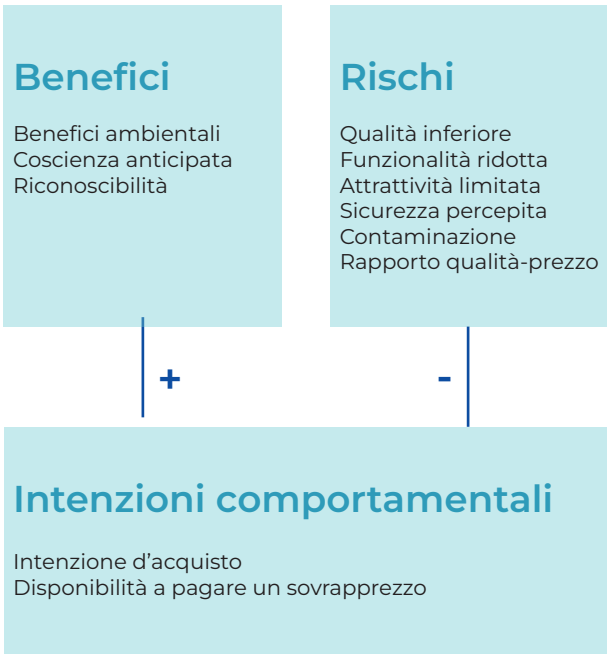 Benefici
Benefici ambientali
Coscienza anticipata
Riconoscibilità
Rischi
Qualità inferiore
Funzionalità ridotta
Attrattività limitata
Sicurezza percepita
Contaminazione
Rapporto qualità-prezzo
+
-
Intenzioni comportamentali
Intenzione d’acquisto
Disponibilità a pagare un sovrapprezzo